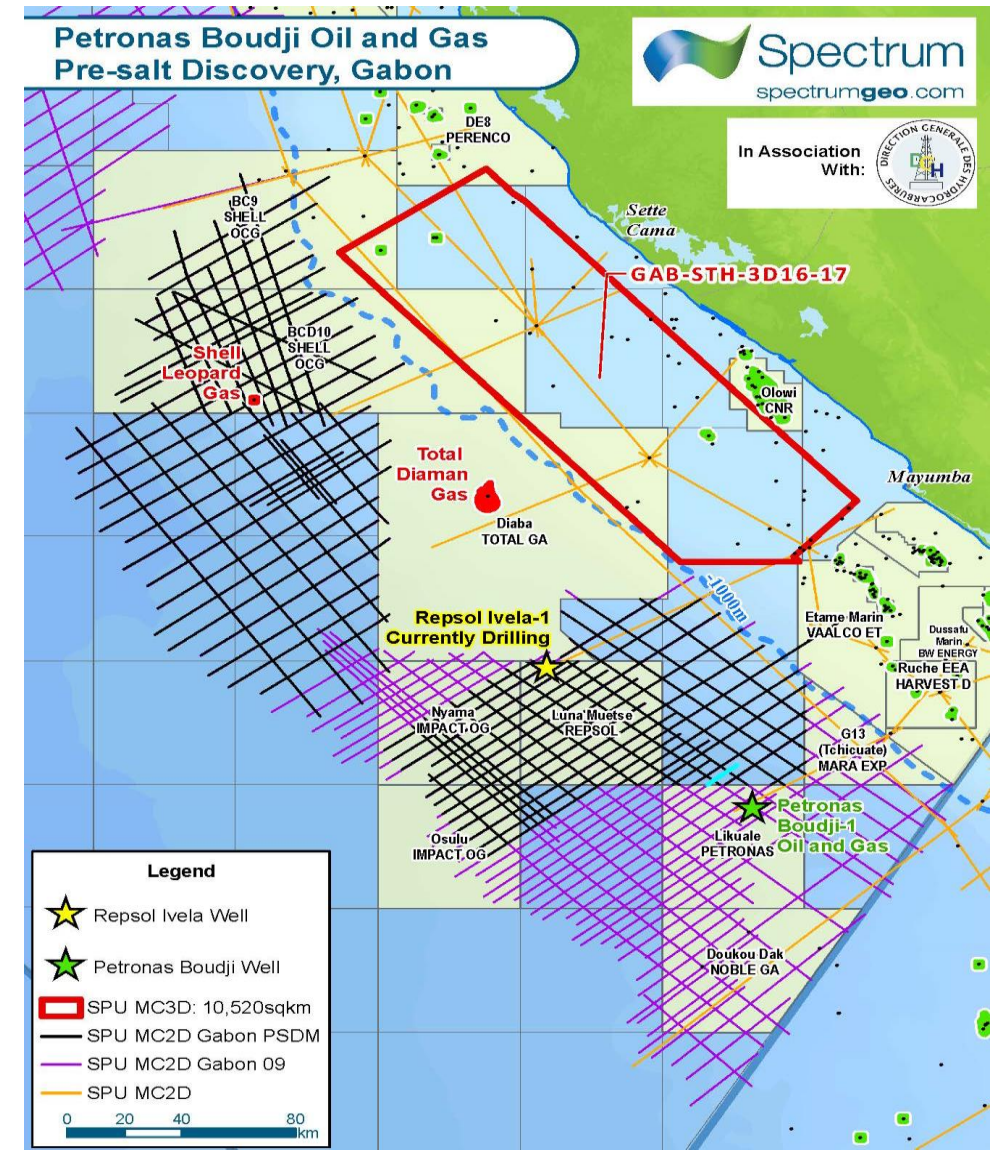 Petronas Boudji Oil and Gas
Pre-salt Discovery, Gabon
Spectrum
spectrumgeo.com
In Association
With:
DIRECTION GENERALE DES HYDROCARBURES
DGH
DE8
PERENCO
BC9
SHELL
OCG
Sette
Cama
GAB-STH-3D16-17
BCD10
SHELL
OCG
Shell
Leopard
Gas
Olowi
CNR
Total
Diaman
Gas
Mayumba
Diaba
TOTAL GA
-1000m
Repsol Ivela-1
Currently Drilling
Etame Marin
VAALCO ET
Dussafu
Marin
BW ENERGY
Ruche EEA
HARVEST D
Nyama
IMPACT OG
Luna Muetse
REPSOL
G13
(Tchicuate)
MARA EXP
Petronas
Boudji-1
Oil and Gas
Likuale
PETRONAS
Osulu
IMPACT OG
Doukou Dak
NOBLE GA
Legend
Repsol Ivela Well
Petronas Boudji Well
SPU MC3D: 10,520sqkm
SPU MC2D Gabon PSDM
SPU MC2D Gabon 09
SPU MC2D
0 20 40 80
km